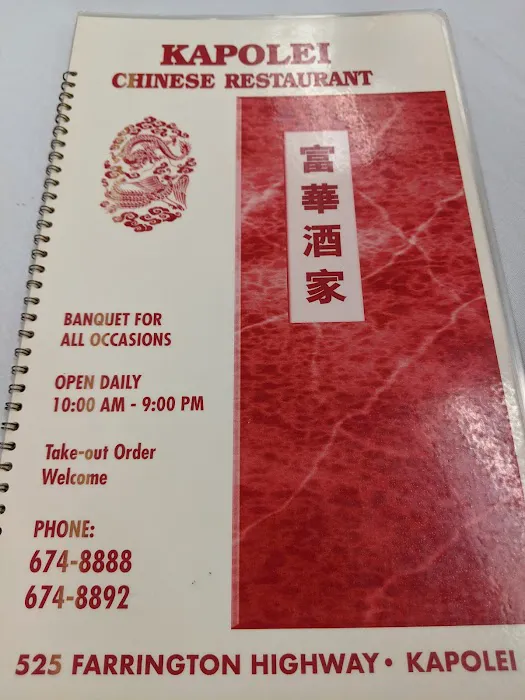 KAPOLEI
CHINESE RESTAURANT
富華酒家
BANQUET FOR
ALL OCCASIONS
OPEN DAILY
10:00 AM - 9:00 PM
Take-out Order
Welcome
PHONE:
674-8888
674-8892
525 FARRINGTON HIGHWAY • KAPOLEI